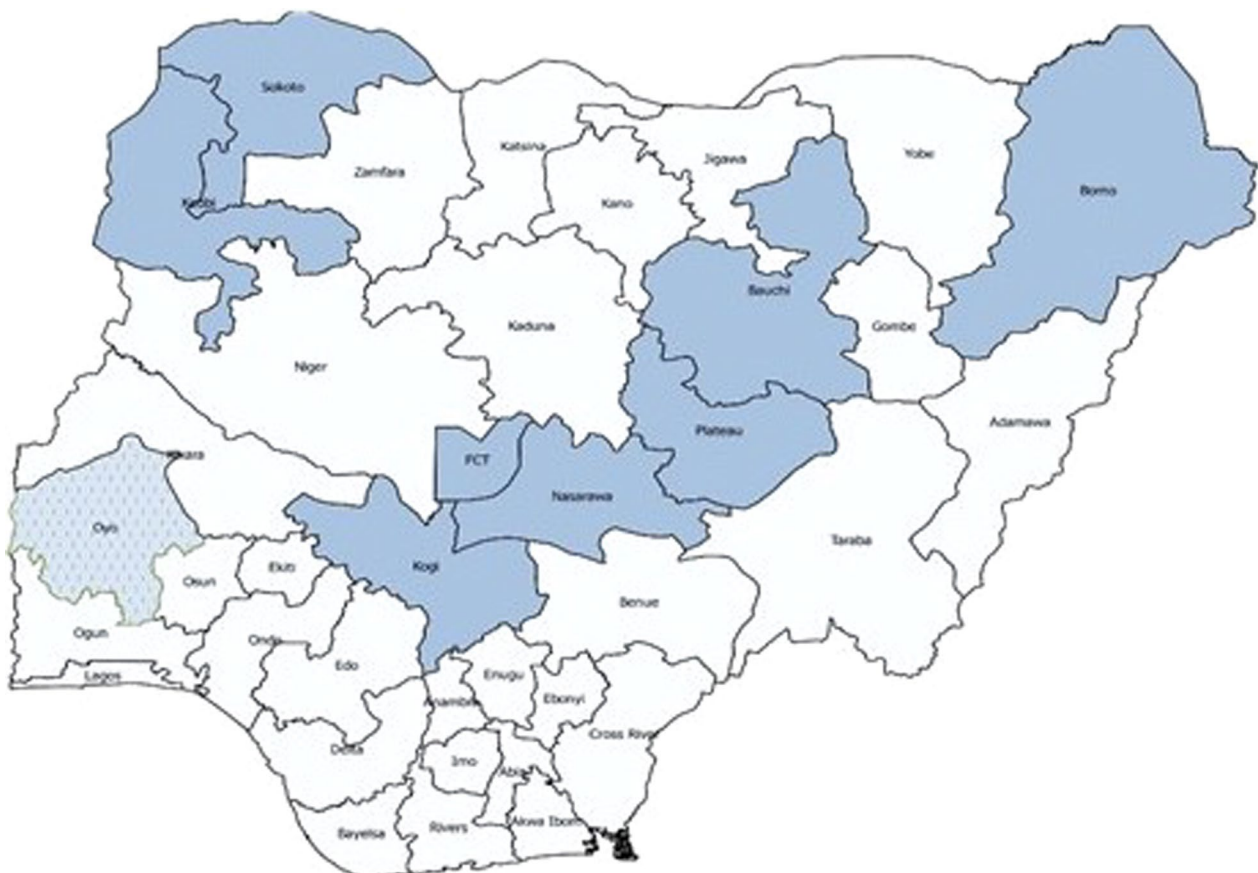 Sokoto
Katsina
Jigawa
Yobe
Zamfara
Borno
Kebbi
Kano
Bauchi
Kaduna
Gombe
Niger
Adamawa
Plateau
FCT
Nasarawa
Oyo
Taraba
Kogi
Ekiti
Osun
Benue
Ogun
Ondo
Edo
Lagos
Enugu
Anambra
Ebonyi
Cross River
Delta
Imo
Abia
Akwa Ibom
Rivers
Bayelsa